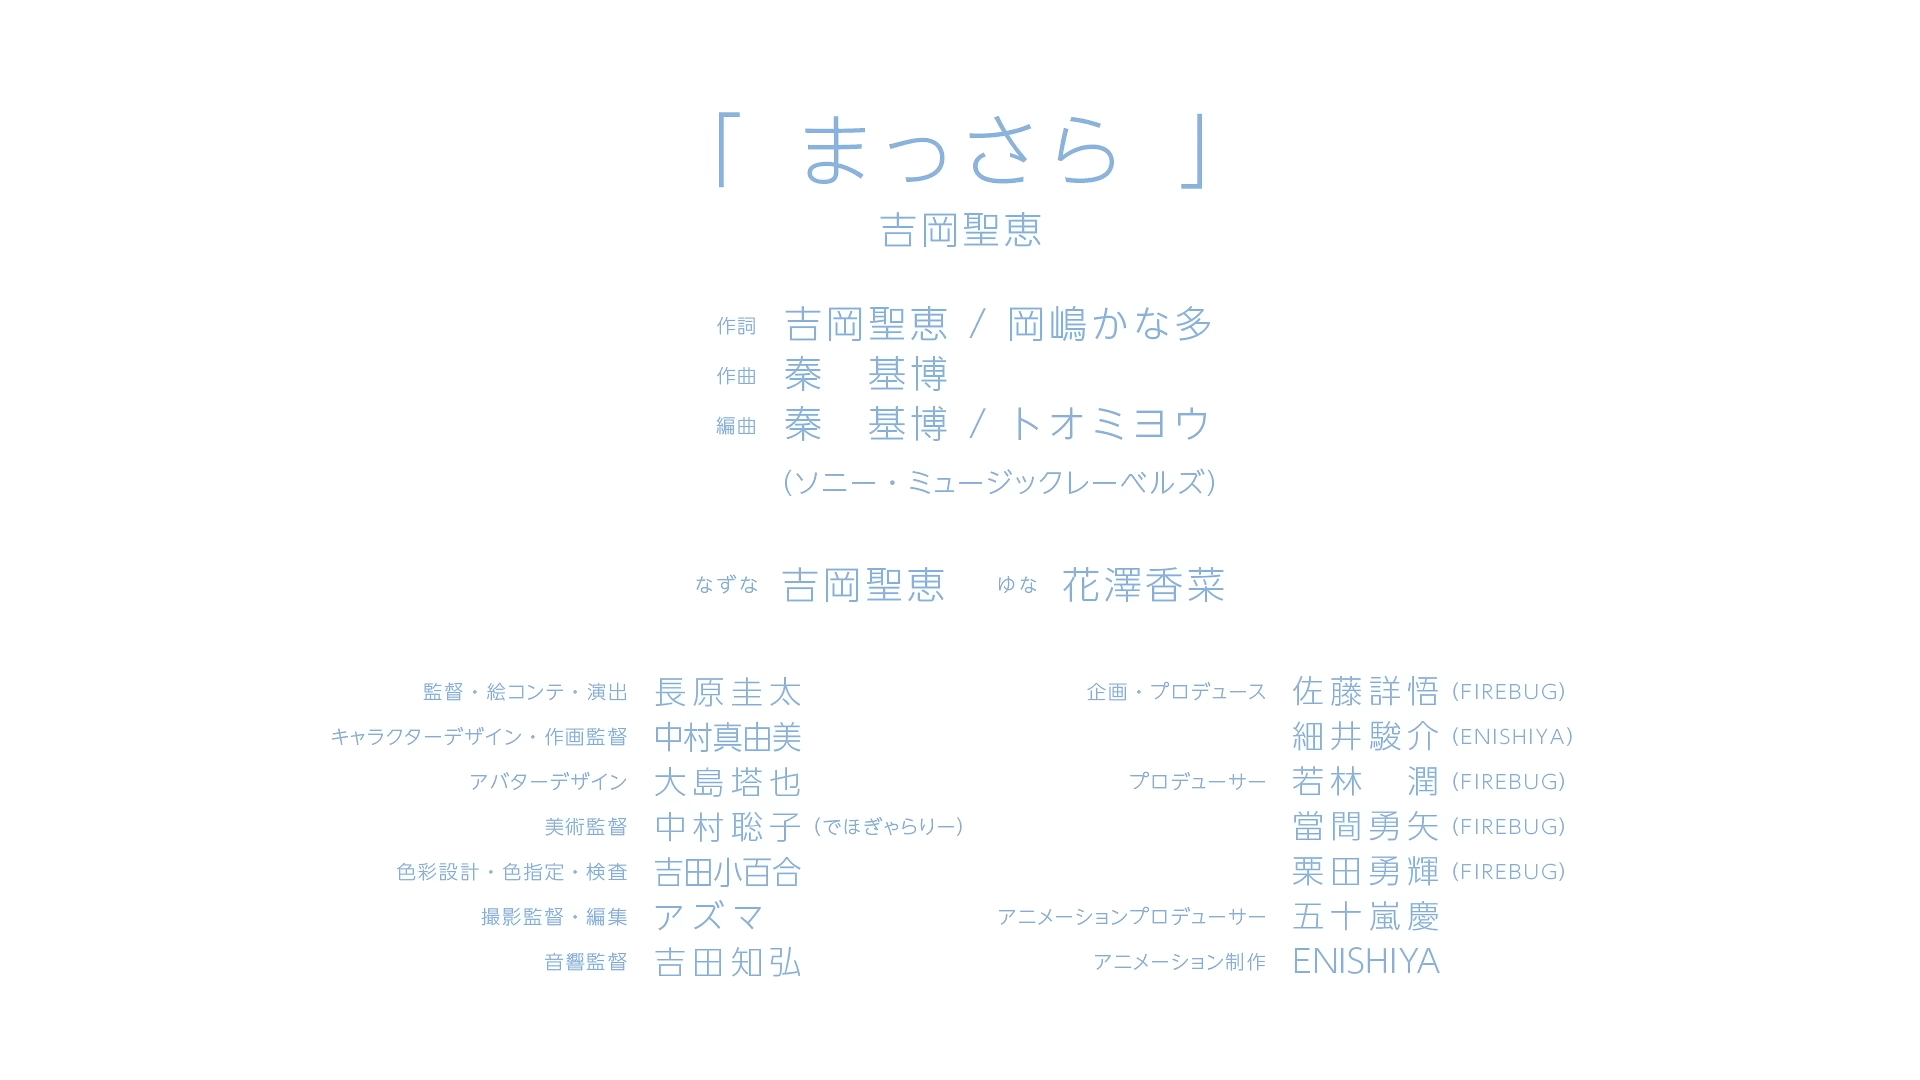 「 まっさら 」
吉岡聖恵
作詞 吉岡聖恵 / 岡嶋かな多
作曲 秦　基博
編曲 秦　基博 / トオミヨウ
(ソニー・ミュージックレーベルズ)
なずな 吉岡聖恵 ゆな 花澤香菜
監督・絵コンテ・演出 長原圭太
キャラクターデザイン・作画監督 中村真由美
アバターデザイン 大島塔也
美術監督 中村聡子 (でほぎゃらりー)
色彩設計・色指定・検査 吉田小百合
撮影監督・編集 アズマ
音響監督 吉田知弘
企画・プロデュース 佐藤詳悟 (FIREBUG)
細井駿介 (ENISHIYA)
プロデューサー 若林　潤 (FIREBUG)
當間勇矢 (FIREBUG)
栗田勇輝 (FIREBUG)
アニメーションプロデューサー 五十嵐慶
アニメーション制作 ENISHIYA